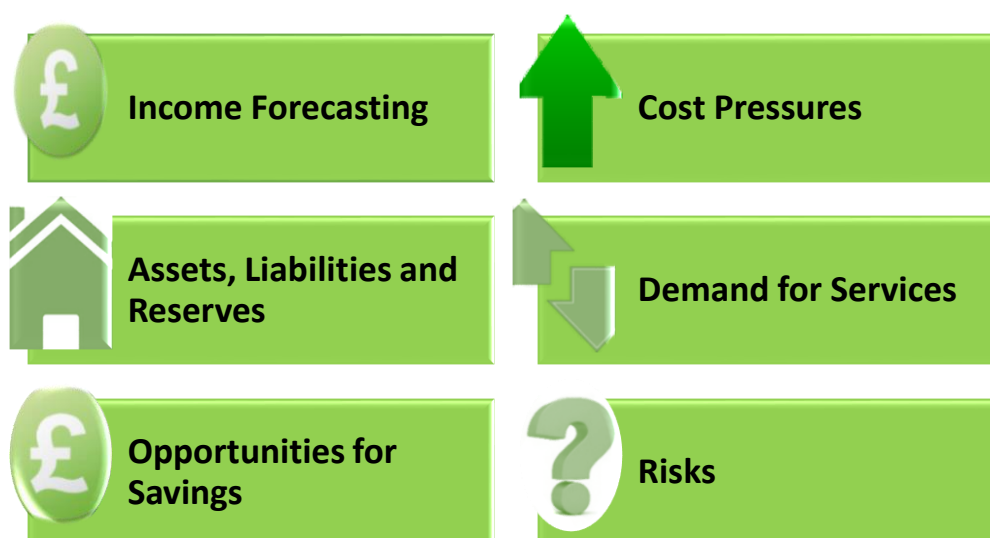 £
Income Forecasting
Cost Pressures
Assets, Liabilities and
Reserves
Demand for Services
£
Opportunities for
Savings
?
Risks